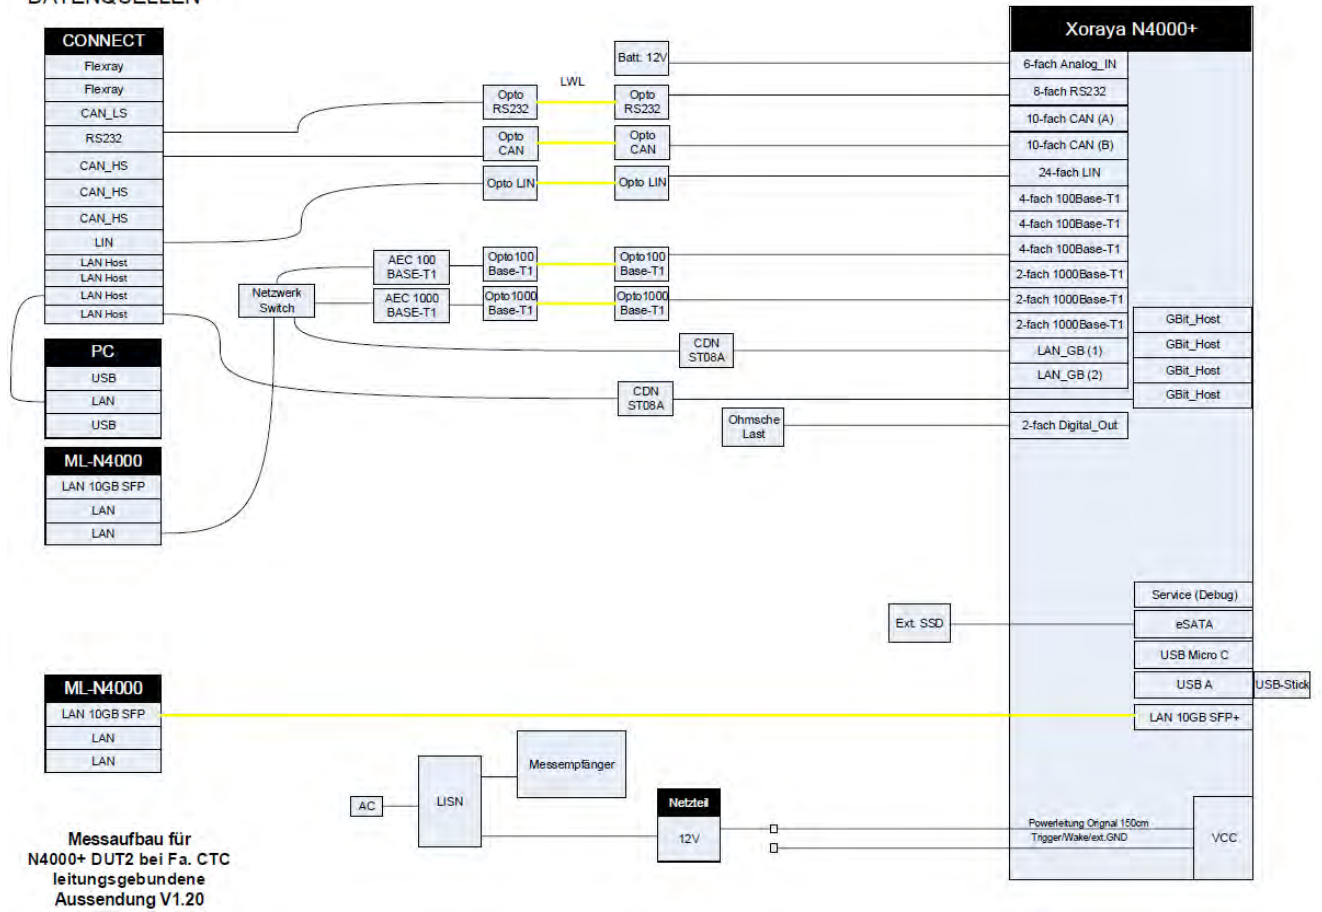 DATENQUELLEN
CONNECT
Flexray
Flexray
CAN_LS
RS232
CAN_HS
CAN_HS
CAN_HS
LIN
LAN Host
LAN Host
LAN Host
LAN Host
PC
USB
LAN
USB
ML-N4000
LAN 10GB SFP
LAN
LAN
Netzwerk
Switch
AEC 100
BASE-T1
AEC 1000
BASE-T1
Opto
RS232
Opto
CAN
Opto LIN
Opto100
Base-T1
Opto1000
Base-T1
LWL
Batt. 12V
Opto
RS232
Opto
CAN
Opto LIN
Opto100
Base-T1
Opto1000
Base-T1
CDN
ST08A
CDN
ST08A
Ohmsche
Last
Xoraya N4000+
6-fach Analog_IN
8-fach RS232
10-fach CAN (A)
10-fach CAN (B)
24-fach LIN
4-fach 100Base-T1
4-fach 100Base-T1
4-fach 100Base-T1
2-fach 1000Base-T1
2-fach 1000Base-T1
2-fach 1000Base-T1
LAN_GB (1)
LAN_GB (2)
2-fach Digital_Out
GBit_Host
GBit_Host
GBit_Host
GBit_Host
Ext. SSD
Service (Debug)
eSATA
USB Micro C
USB A
USB-Stick
LAN 10GB SFP+
ML-N4000
LAN 10GB SFP
LAN
LAN
AC
LISN
Messempfänger
Netzteil
12V
Powerleitung Orignal 150cm
Trigger/Wake/ext.GND
VCC
Messaufbau für
N4000+ DUT2 bei Fa. CTC
leitungsgebundene
Aussendung V1.20